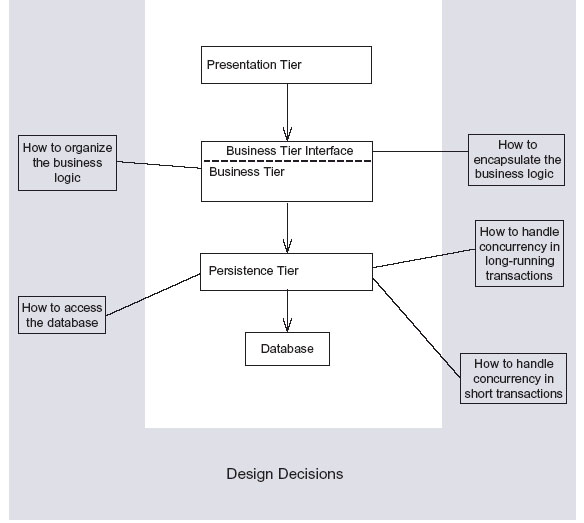 Presentation Tier
Business Tier Interface
Business Tier
How to organize
the business
logic
How to
encapsulate the
business logic
How to handle
concurrency in
long-running
transactions
Persistence Tier
How to access
the database
Database
How to handle
concurrency in
short transactions
Design Decisions